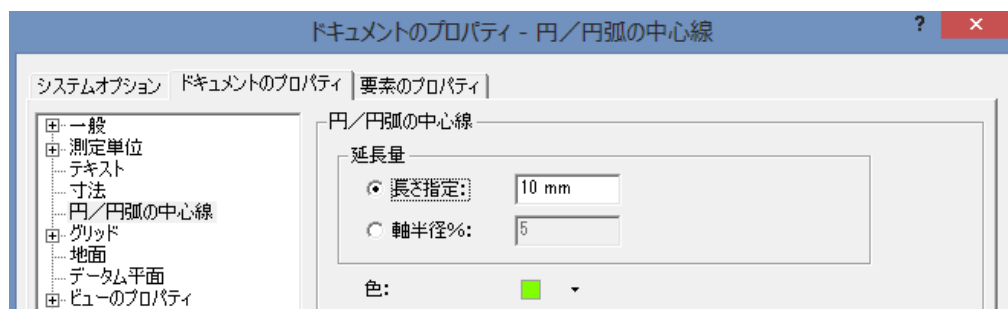 ドキュメントのプロパティ - 円／円弧の中心線
? ×
システムオプション ドキュメントのプロパティ 要素のプロパティ
一般
測定単位
テキスト
寸法
円／円弧の中心線
グリッド
地面
データム平面
ビューのプロパティ
円／円弧の中心線
延長量
長さ指定: 10 mm
軸半径%: 5
色: